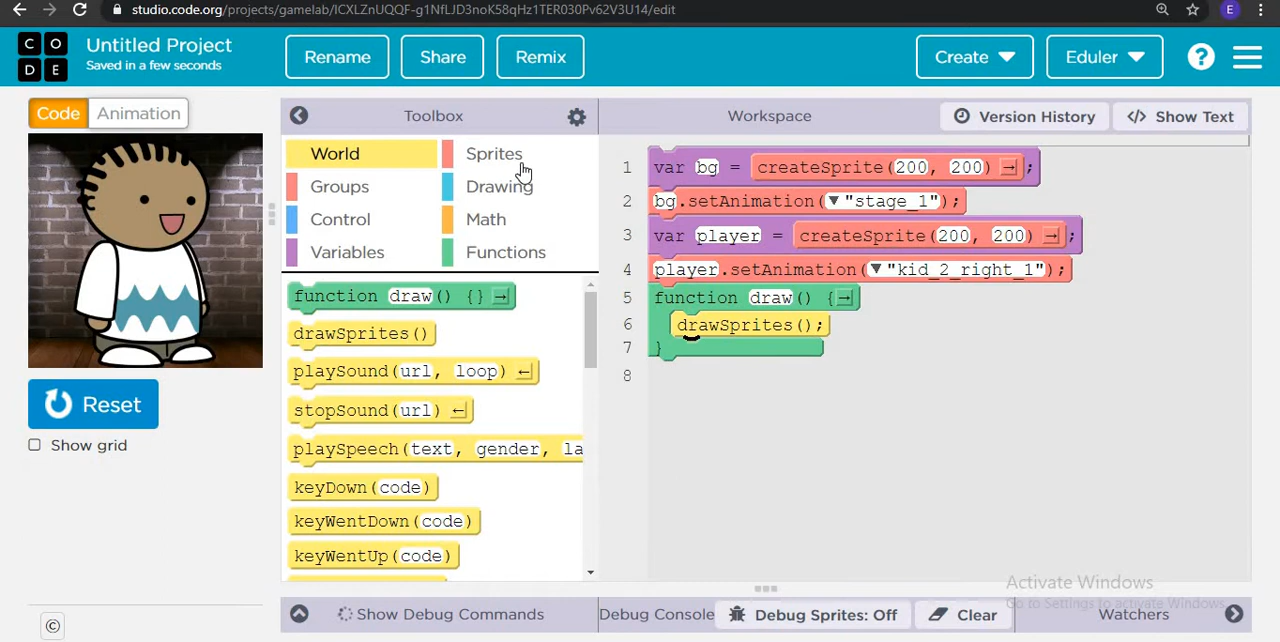 studio.code.org/projects/gamelab/ICXLZnUQQF-g1NfLJD3noK58qHz1TER030Pv62V3U14/edit
E
C O
D E
Untitled Project
Saved in a few seconds
Rename
Share
Remix
Create
Eduler
?
Code
Animation
Toolbox
Workspace
Version History
</> Show Text
World
Sprites
Groups
Drawing
Control
Math
Variables
Functions
function draw() {}
drawSprites()
playSound(url, loop)
stopSound(url)
playSpeech(text, gender, la
keyDown(code)
keyWentDown(code)
keyWentUp(code)
1 var bg = createSprite(200, 200);
2 bg.setAnimation("stage_1");
3 var player = createSprite(200, 200);
4 player.setAnimation("kid_2_right_1");
5 function draw() {
6 drawSprites();
7 }
8
Reset
Show grid
©
Show Debug Commands
Debug Console
Debug Sprites: Off
Clear
Watchers
Activate Windows
Go to Settings to activate Windows.